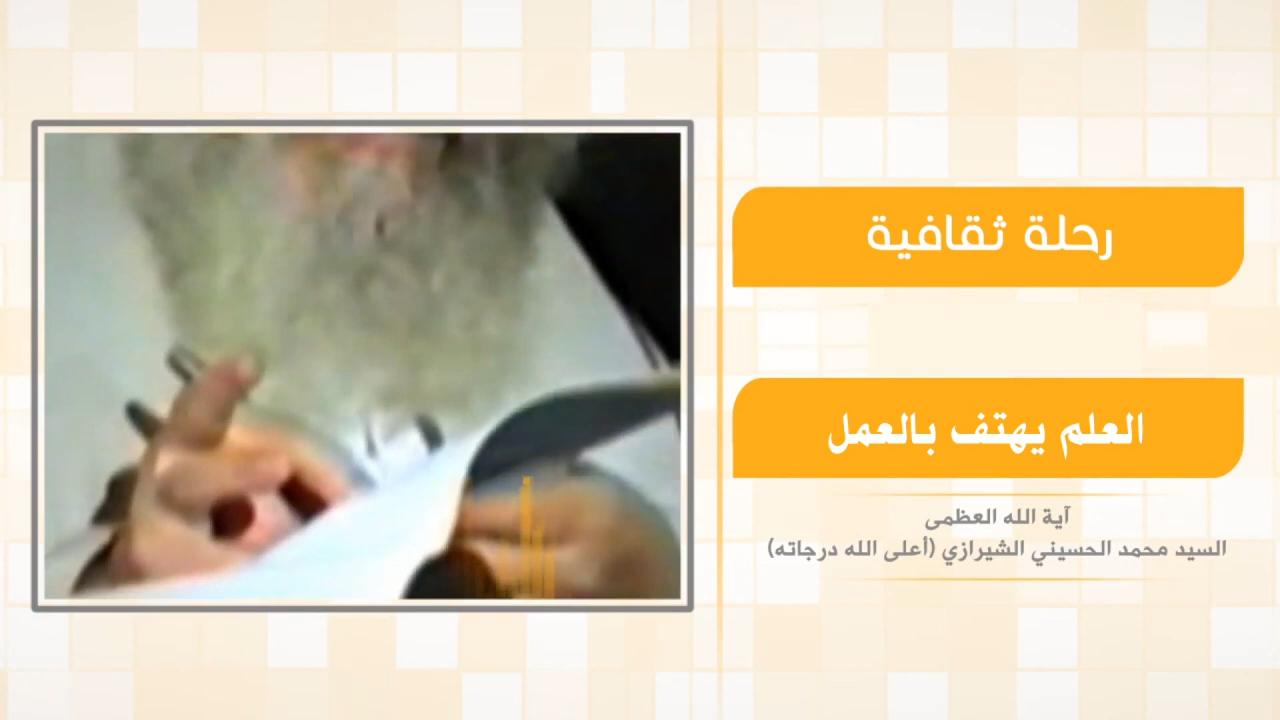 رحلة ثقافية
العلم يهتف بالعمل
آية الله العظمى
السيد محمد الحسيني الشيرازي (أعلى الله درجاته)